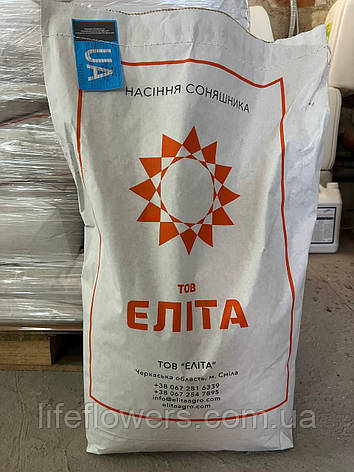 UA
НАСІННЯ СОНЯШНИКА
ТОВ
ЕЛІТА
ТОВ "ЕЛІТА"
Черкаська область, м. Сміла
+38 067 281 6339
+38 067 254 7895
info@elitaagro.com
elitaagro.com
https://lifeflowers.com.ua